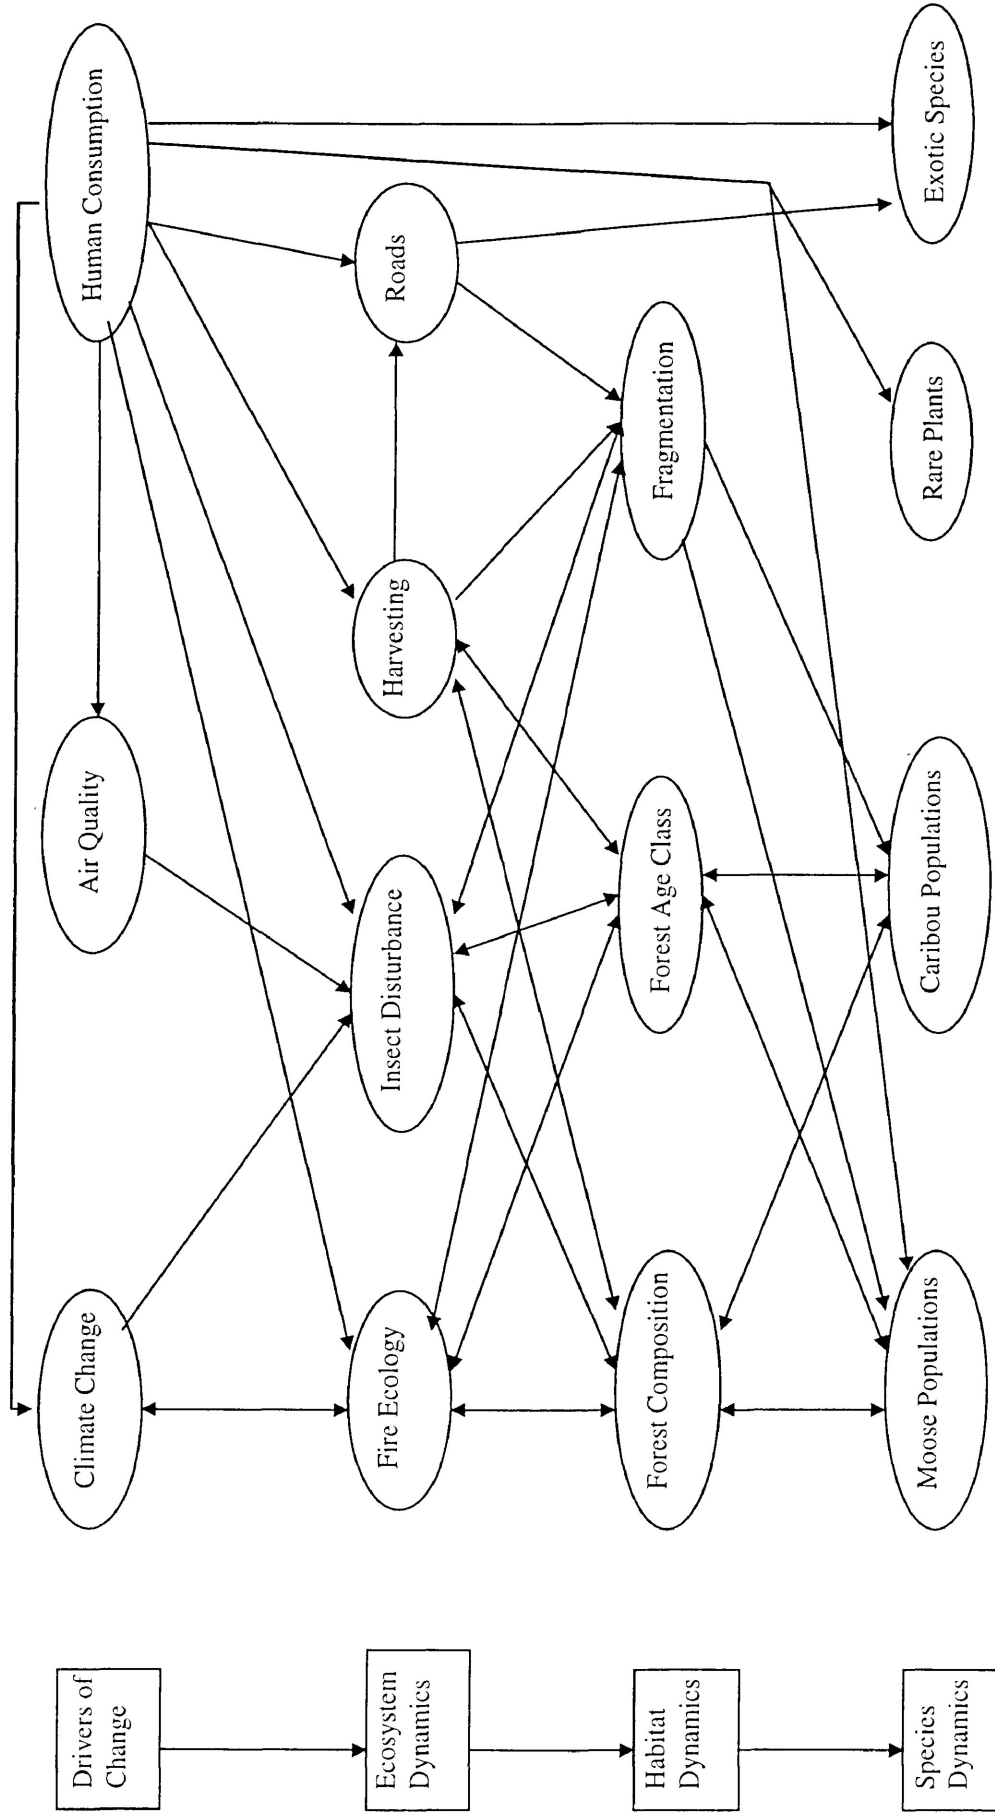 Drivers of
Change
Climate Change
Air Quality
Human Consumption
Ecosystem
Dynamics
Fire Ecology
Insect Disturbance
Harvesting
Roads
Habitat
Dynamics
Forest Composition
Forest Age Class
Fragmentation
Species
Dynamics
Moose Populations
Caribou Populations
Rare Plants
Exotic Species